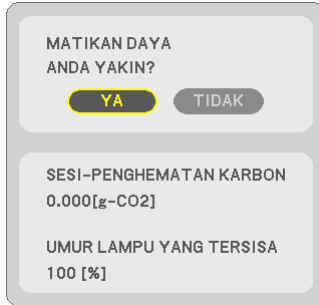 MATIKAN DAYA
ANDA YAKIN?
YA TIDAK
SESI-PENGHEMATAN KARBON
0.000[g-CO2]
UMUR LAMPU YANG TERSISA
100 [%]